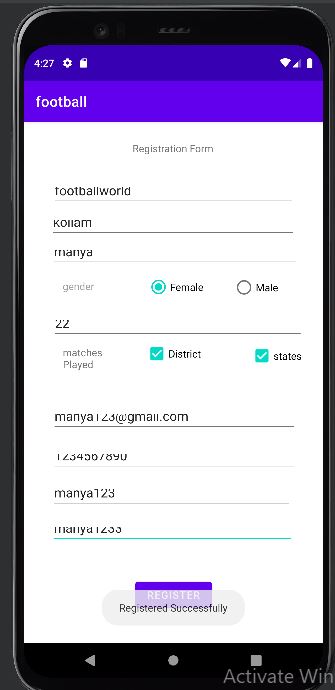 4:27
football
Registration Form
footballworld
kollam
manya
gender Female Male
22
matches
Played District states
manya123@gmail.com
1234567890
manya123
manya1233
REGISTER
Registered Successfully
Activate Win